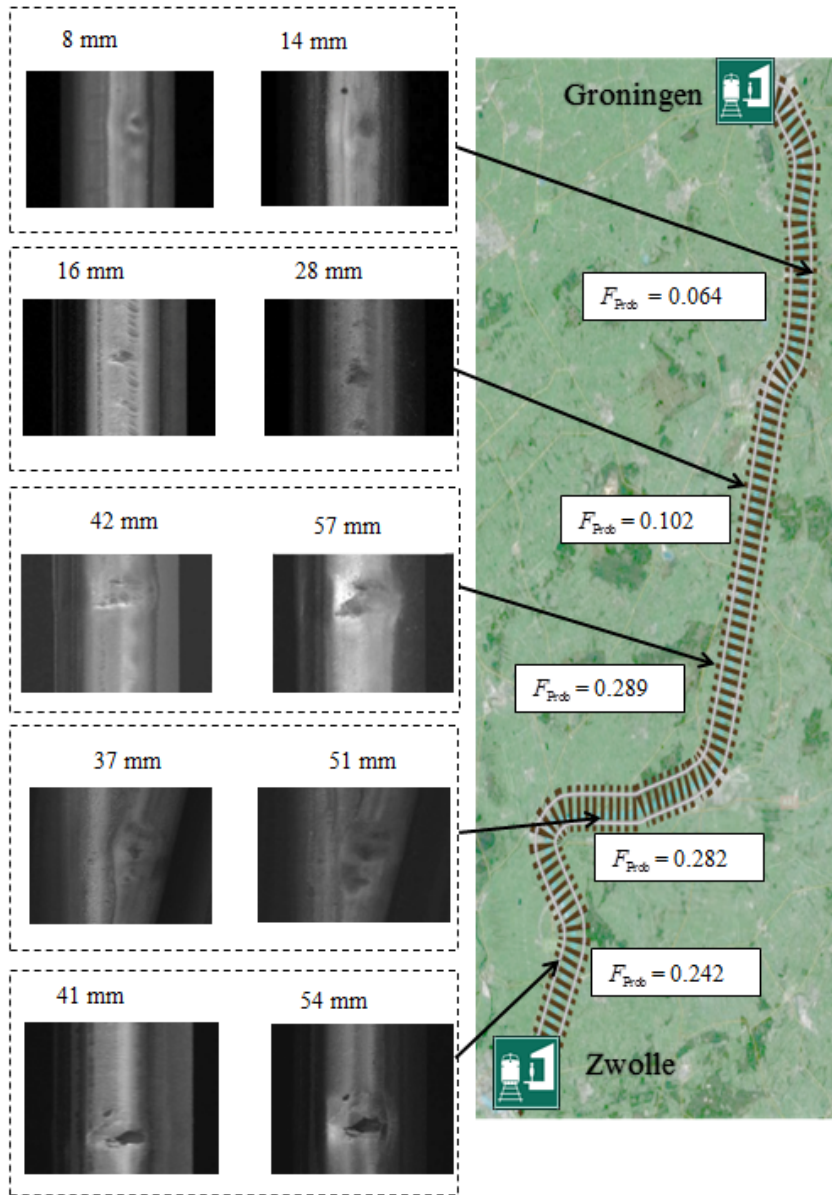 8 mm 14 mm
Groningen
F_Prob = 0.064
16 mm 28 mm
F_Prob = 0.102
42 mm 57 mm
F_Prob = 0.289
37 mm 51 mm
F_Prob = 0.282
41 mm 54 mm
F_Prob = 0.242
Zwolle